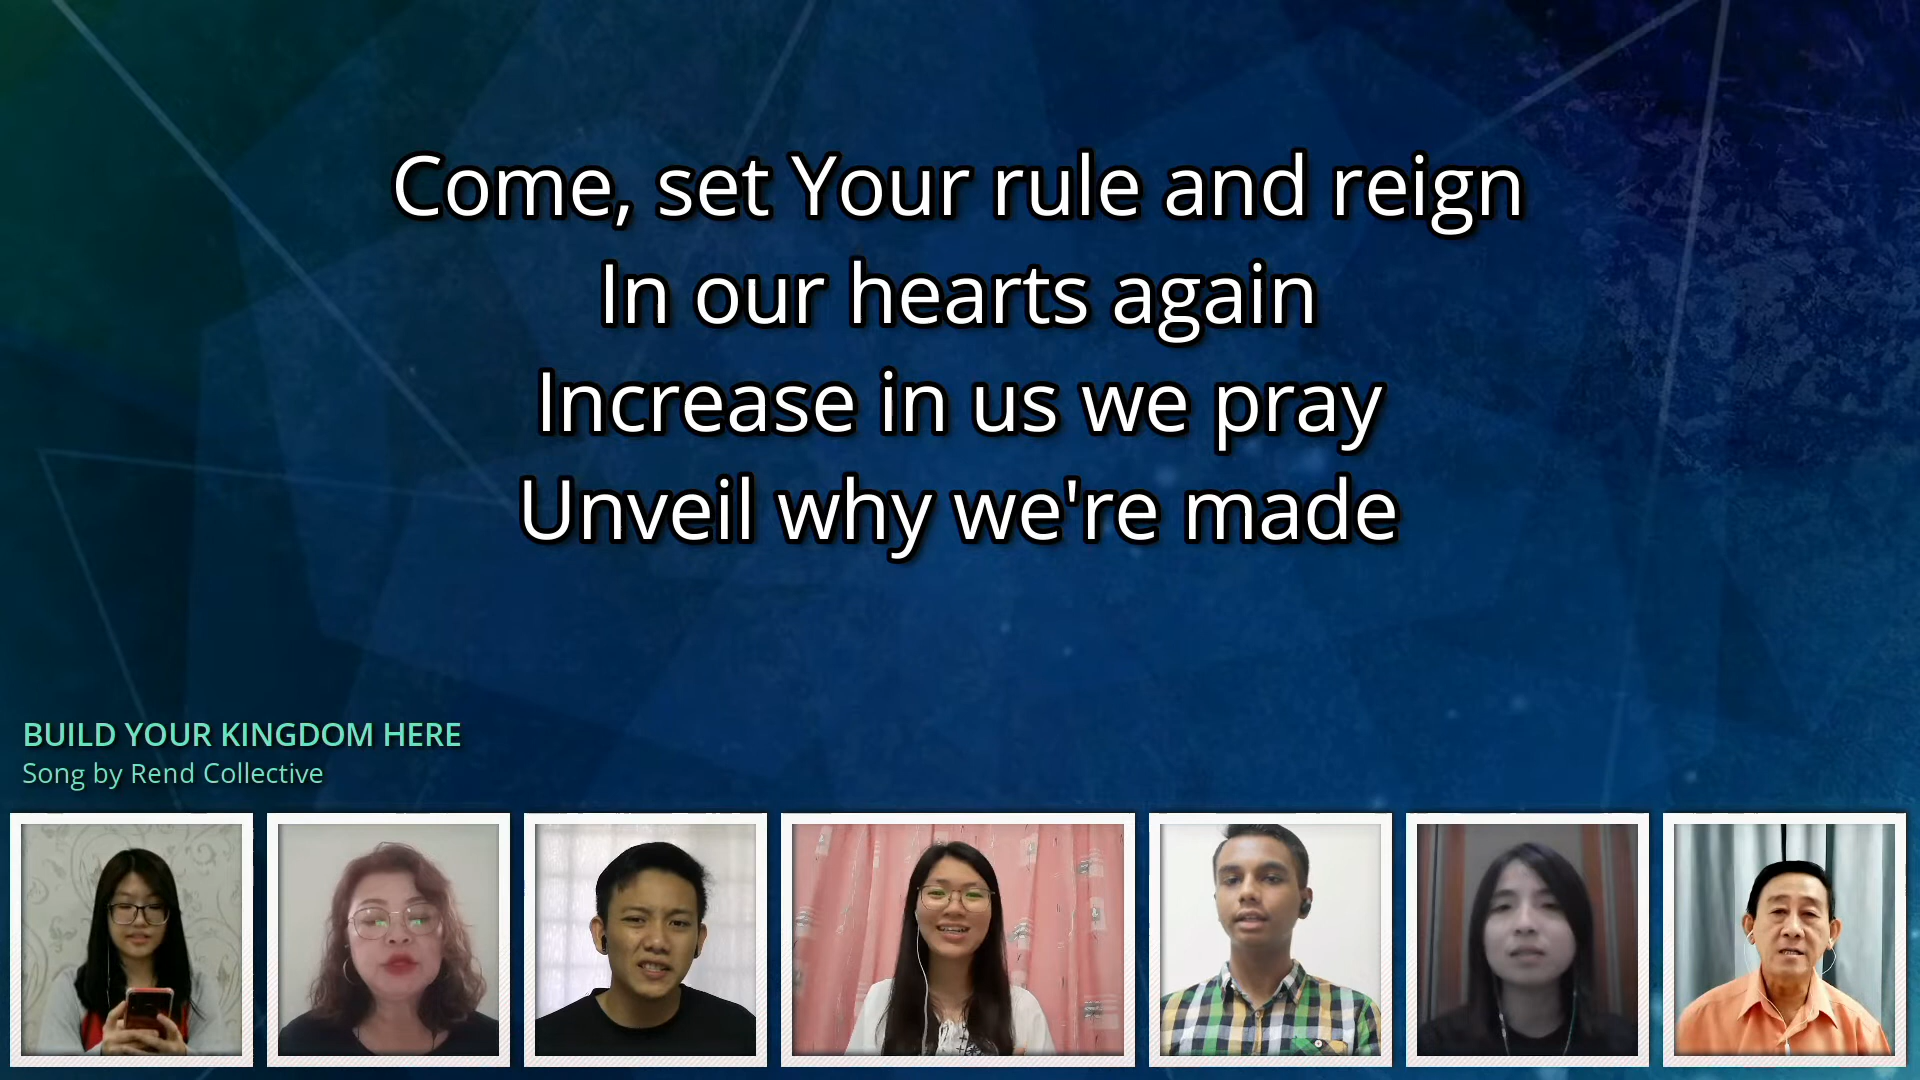 Come, set Your rule and reign
In our hearts again
Increase in us we pray
Unveil why we're made
BUILD YOUR KINGDOM HERE
Song by Rend Collective